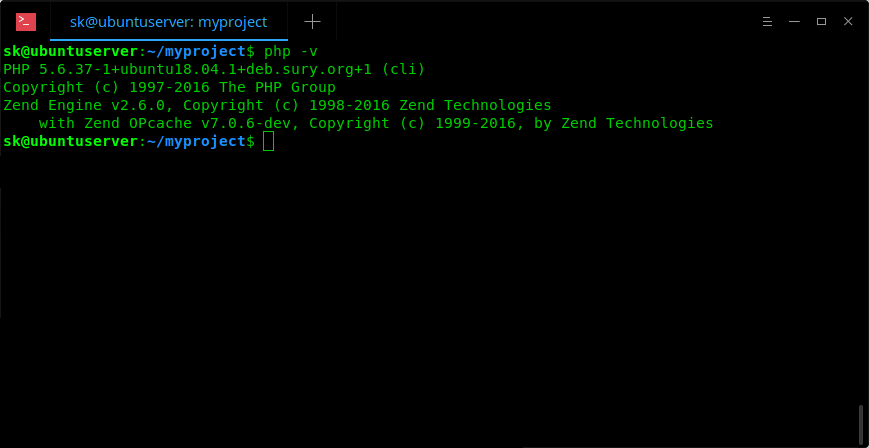 sk@ubuntuserver: myproject
sk@ubuntuserver:~/myproject$ php -v
PHP 5.6.37-1+ubuntu18.04.1+deb.sury.org+1 (cli)
Copyright (c) 1997-2016 The PHP Group
Zend Engine v2.6.0, Copyright (c) 1998-2016 Zend Technologies
    with Zend OPcache v7.0.6-dev, Copyright (c) 1999-2016, by Zend Technologies
sk@ubuntuserver:~/myproject$